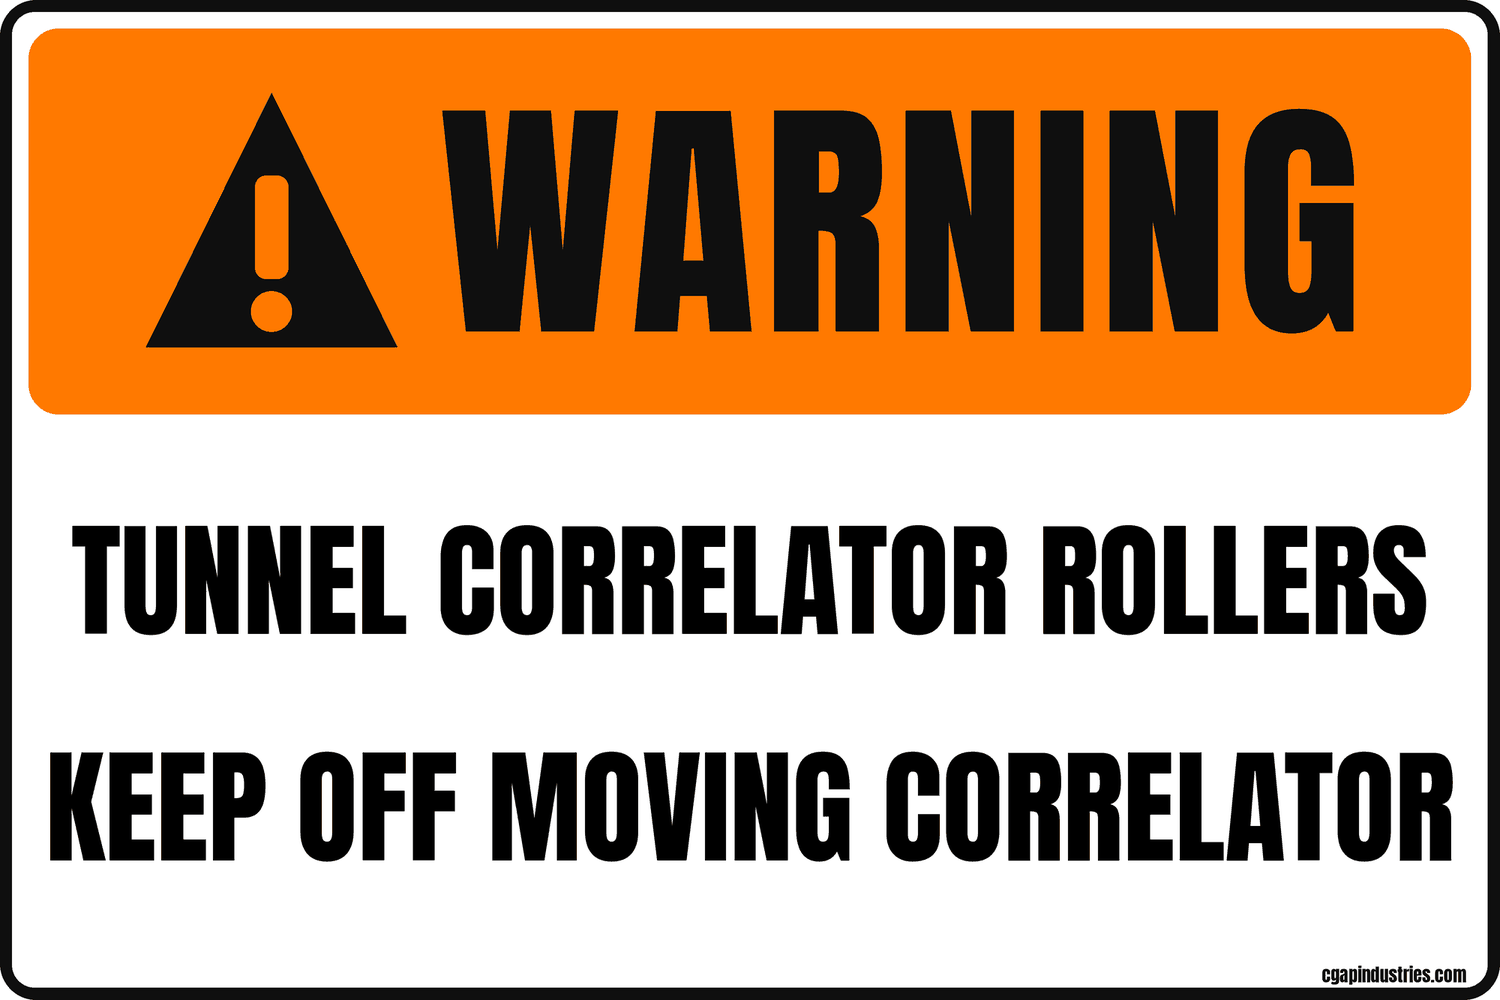 WARNING
TUNNEL CORRELATOR ROLLERS
KEEP OFF MOVING CORRELATOR
cgapindustries.com